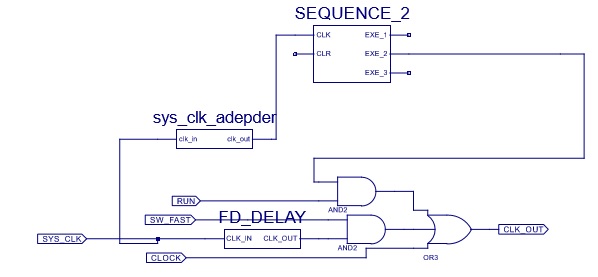 SEQUENCE_2
CLK
EXE_1
CLR
EXE_2
EXE_3
sys_clk_adepder
clk_in
clk_out
RUN
AND2
SW_FAST
FD_DELAY
SYS_CLK
CLK_IN
CLK_OUT
AND2
CLK_OUT
CLOCK
OR3